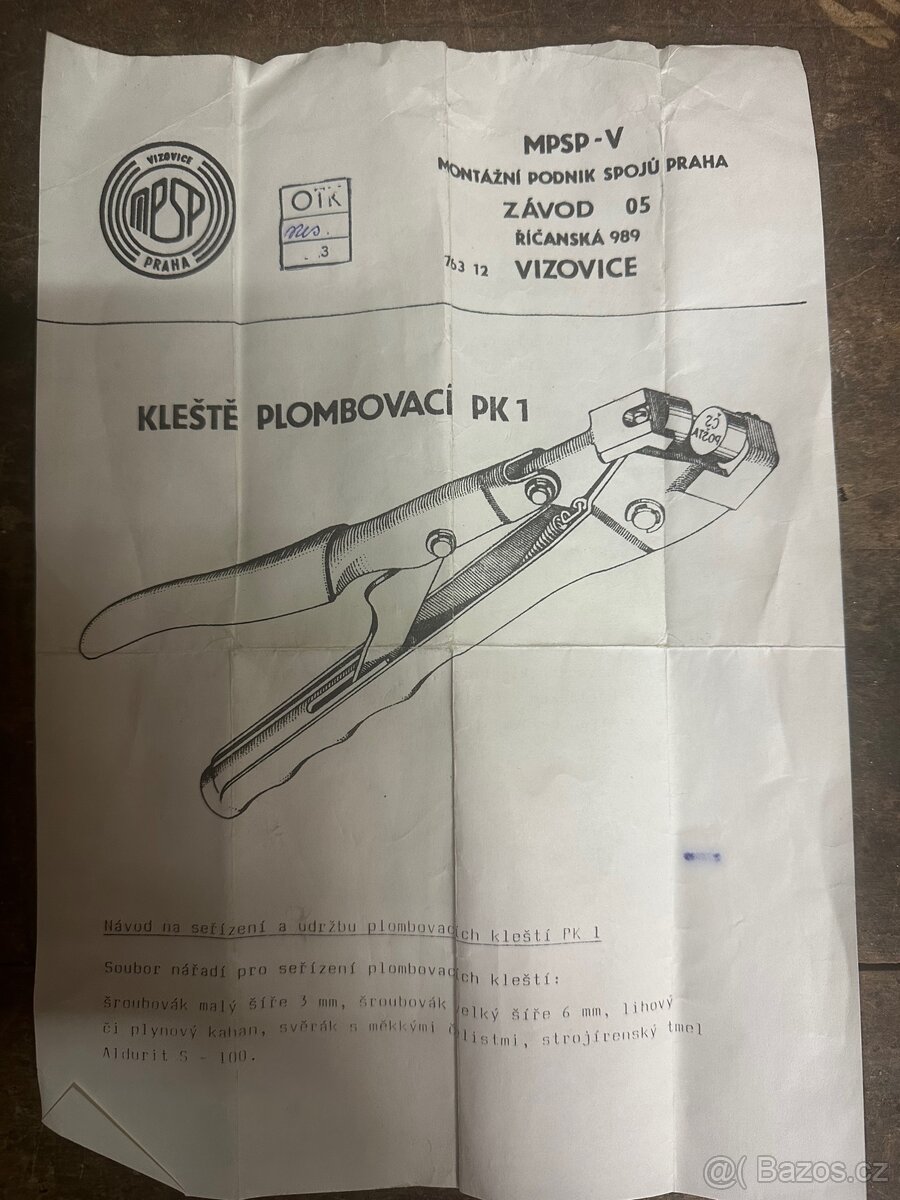 VIZOVICE
MPSP
PRAHA
OTK
3
MPSP - V
MONTÁŽNÍ PODNIK SPOJŮ PRAHA
ZÁVOD 05
ŘÍČANSKÁ 989
763 12 VIZOVICE
KLEŠTĚ PLOMBOVACÍ PK 1
ČS
POŠTA
Návod na seřízení a údržbu plombovacích kleští PK 1
Soubor nářadí pro seřízení plombovacích kleští:
šroubovák malý šíře 3 mm, šroubovák velký šíře 6 mm, lihový
či plynový kahan, svěrák s měkkými čelistmi, strojírenský tmel
Aldurit S - 100.
@( Bazos.cz